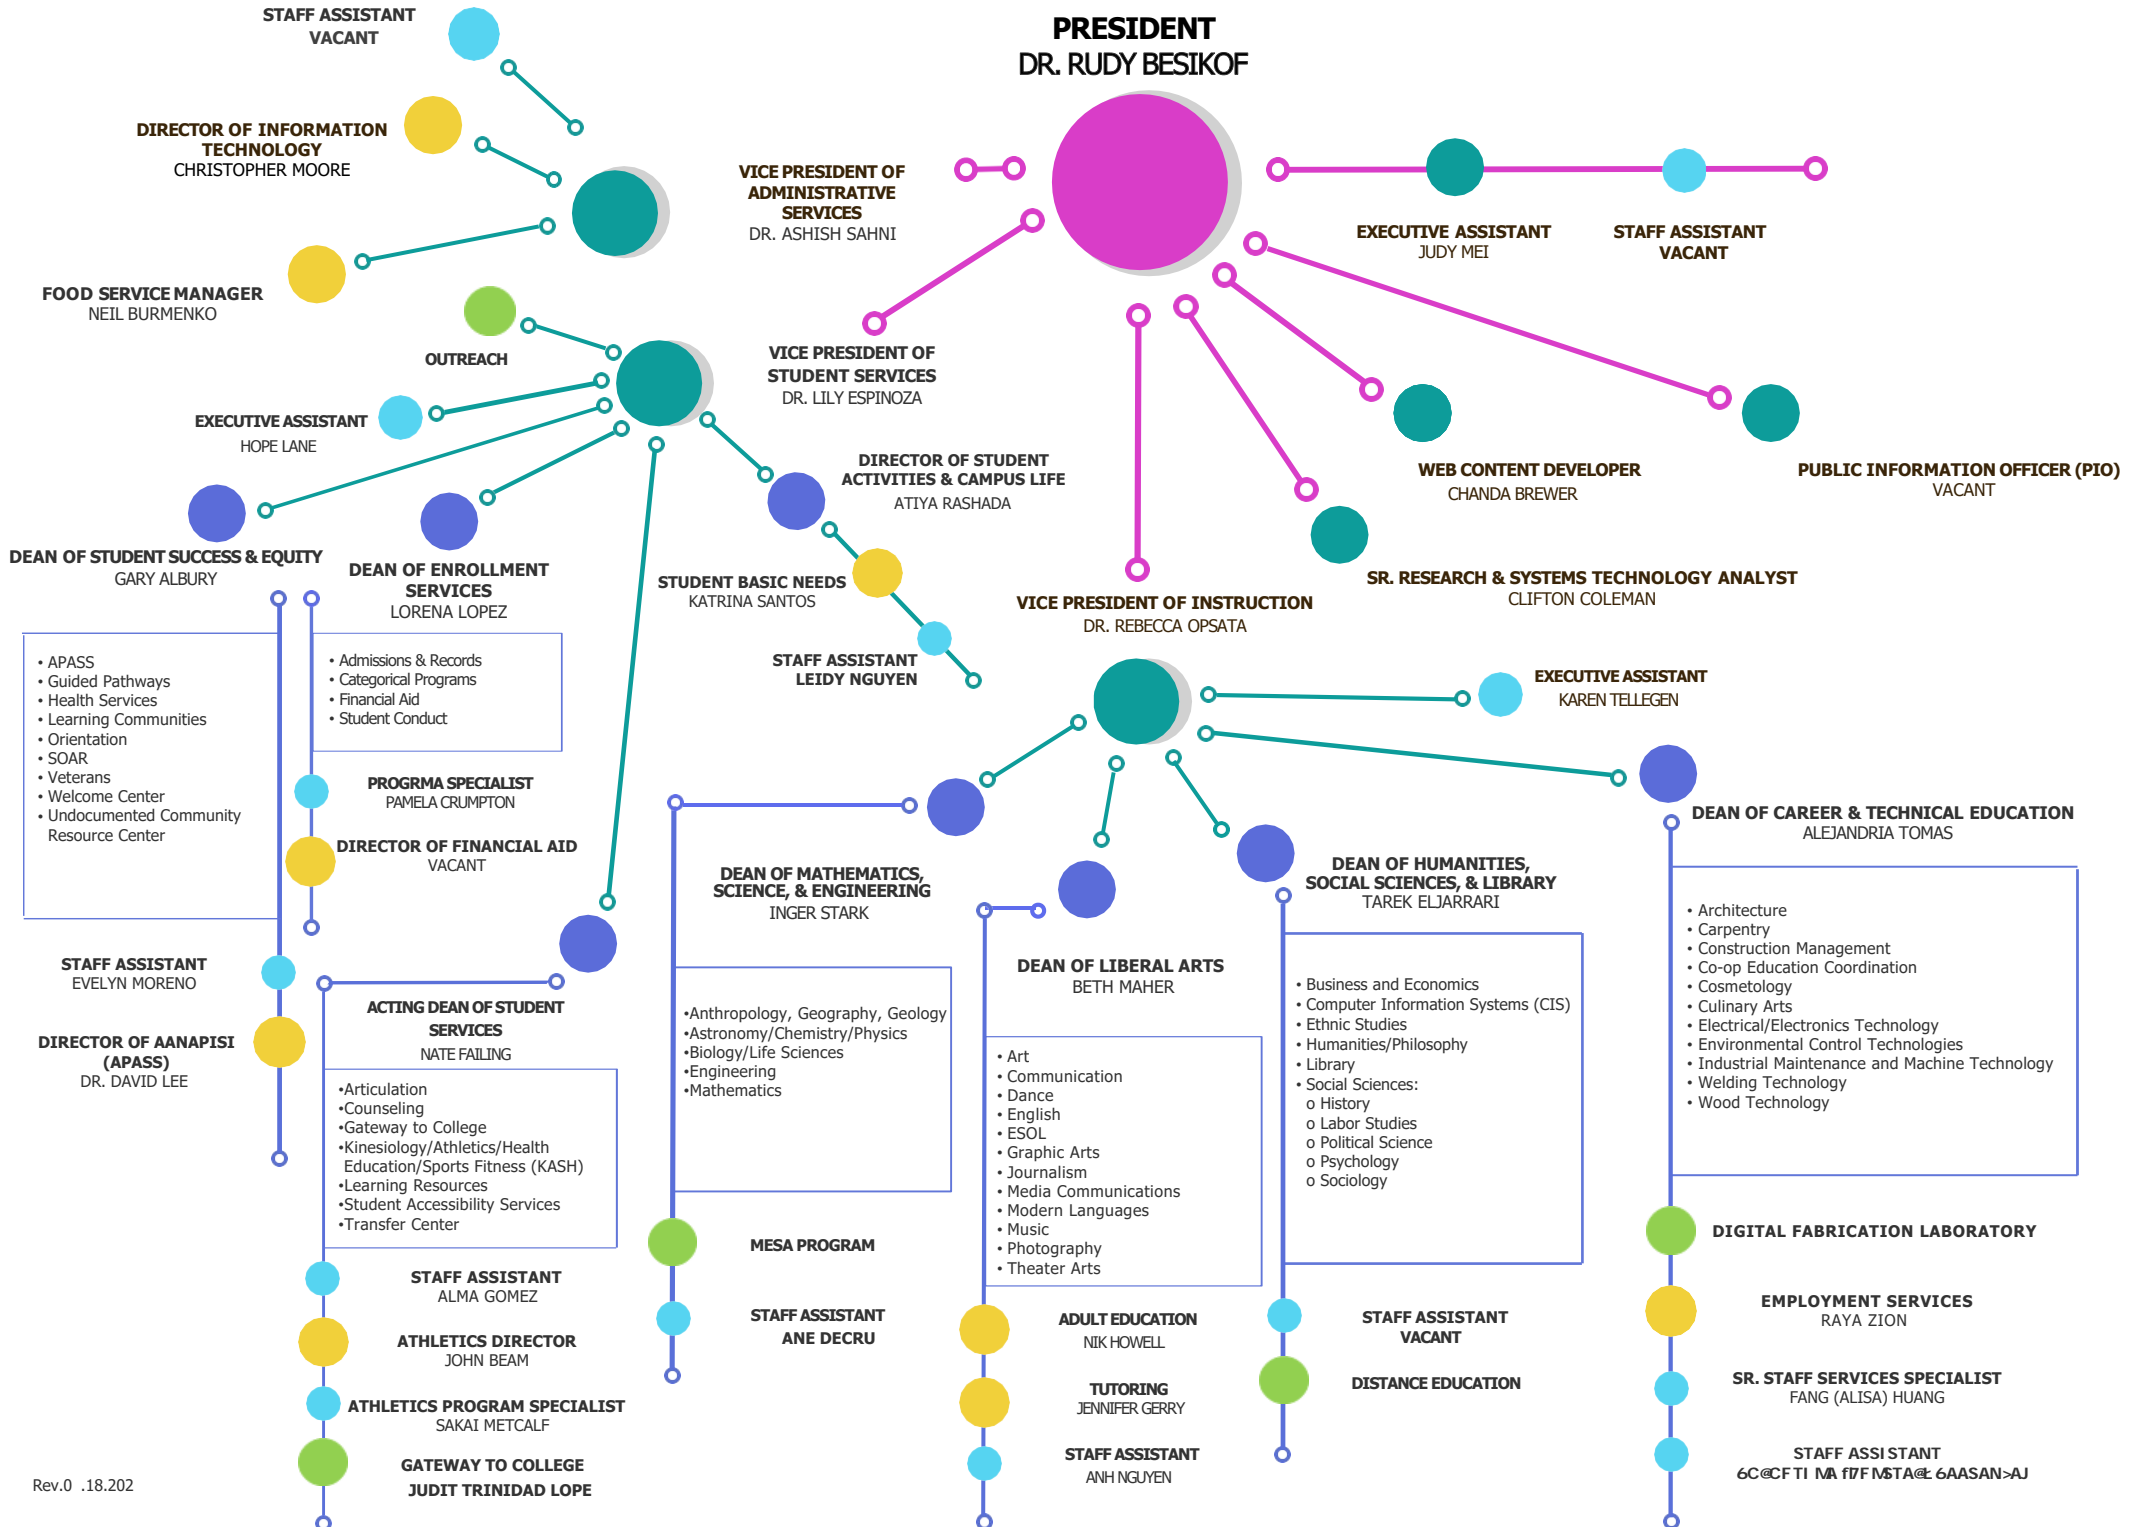 STAFF ASSISTANT
VACANT
DIRECTOR OF INFORMATION
TECHNOLOGY
CHRISTOPHER MOORE
FOOD SERVICE MANAGER
NEIL BURMENKO
PRESIDENT
DR. RUDY BESIKOF
VICE PRESIDENT OF
ADMINISTRATIVE
SERVICES
DR. ASHISH SAHNI
EXECUTIVE ASSISTANT
JUDY MEI
STAFF ASSISTANT
VACANT
OUTREACH
EXECUTIVE ASSISTANT
HOPE LANE
VICE PRESIDENT OF
STUDENT SERVICES
DR. LILY ESPINOZA
DIRECTOR OF STUDENT
ACTIVITIES & CAMPUS LIFE
ATIYA RASHADA
WEB CONTENT DEVELOPER
CHANDA BREWER
PUBLIC INFORMATION OFFICER (PIO)
VACANT
SR. RESEARCH & SYSTEMS TECHNOLOGY ANALYST
CLIFTON COLEMAN
DEAN OF STUDENT SUCCESS & EQUITY
GARY ALBURY
DEAN OF ENROLLMENT
SERVICES
LORENA LOPEZ
STUDENT BASIC NEEDS
KATRINA SANTOS
STAFF ASSISTANT
LEIDY NGUYEN
VICE PRESIDENT OF INSTRUCTION
DR. REBECCA OPSATA
EXECUTIVE ASSISTANT
KAREN TELLEGEN
• APASS
• Guided Pathways
• Health Services
• Learning Communities
• Orientation
• SOAR
• Veterans
• Welcome Center
• Undocumented Community
Resource Center
• Admissions & Records
• Categorical Programs
• Financial Aid
• Student Conduct
PROGRMA SPECIALIST
PAMELA CRUMPTON
DIRECTOR OF FINANCIAL AID
VACANT
STAFF ASSISTANT
EVELYN MORENO
DIRECTOR OF AANAPISI
(APASS)
DR. DAVID LEE
ACTING DEAN OF STUDENT
SERVICES
NATE FAILING
•Articulation
•Counseling
•Gateway to College
•Kinesiology/Athletics/Health
Education/Sports Fitness (KASH)
•Learning Resources
•Student Accessibility Services
•Transfer Center
STAFF ASSISTANT
ALMA GOMEZ
ATHLETICS DIRECTOR
JOHN BEAM
ATHLETICS PROGRAM SPECIALIST
SAKAI METCALF
GATEWAY TO COLLEGE
JUDIT TRINIDAD LOPE
DEAN OF MATHEMATICS,
SCIENCE, & ENGINEERING
INGER STARK
•Anthropology, Geography, Geology
•Astronomy/Chemistry/Physics
•Biology/Life Sciences
•Engineering
•Mathematics
MESA PROGRAM
STAFF ASSISTANT
ANE DECRU
DEAN OF LIBERAL ARTS
BETH MAHER
• Art
• Communication
• Dance
• English
• ESOL
• Graphic Arts
• Journalism
• Media Communications
• Modern Languages
• Music
• Photography
• Theater Arts
ADULT EDUCATION
NIK HOWELL
TUTORING
JENNIFER GERRY
STAFF ASSISTANT
ANH NGUYEN
DEAN OF HUMANITIES,
SOCIAL SCIENCES, & LIBRARY
TAREK ELJARRARI
• Business and Economics
• Computer Information Systems (CIS)
• Ethnic Studies
• Humanities/Philosophy
• Library
• Social Sciences:
o History
o Labor Studies
o Political Science
o Psychology
o Sociology
STAFF ASSISTANT
VACANT
DISTANCE EDUCATION
DEAN OF CAREER & TECHNICAL EDUCATION
ALEJANDRIA TOMAS
• Architecture
• Carpentry
• Construction Management
• Co-op Education Coordination
• Cosmetology
• Culinary Arts
• Electrical/Electronics Technology
• Environmental Control Technologies
• Industrial Maintenance and Machine Technology
• Welding Technology
• Wood Technology
DIGITAL FABRICATION LABORATORY
EMPLOYMENT SERVICES
RAYA ZION
SR. STAFF SERVICES SPECIALIST
FANG (ALISA) HUANG
STAFF ASSISTANT
Rev.0 .18.202